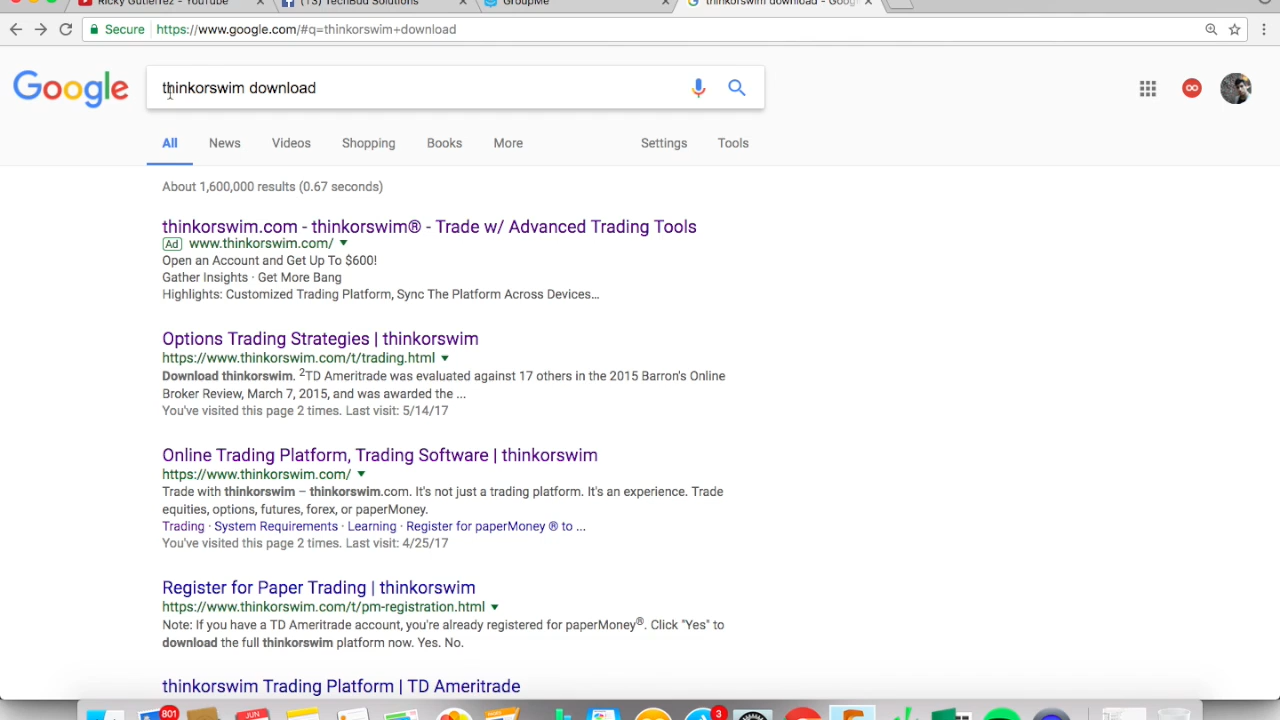 Ricky Gutierrez - YouTube
(13) TechBud Solutions
GroupMe
thinkorswim download - Goog
Secure
https://www.google.com/#q=thinkorswim+download
Google
thinkorswim download
All
News
Videos
Shopping
Books
More
Settings
Tools
About 1,600,000 results (0.67 seconds)
thinkorswim.com - thinkorswim® - Trade w/ Advanced Trading Tools
Ad www.thinkorswim.com/
Open an Account and Get Up To $600!
Gather Insights · Get More Bang
Highlights: Customized Trading Platform, Sync The Platform Across Devices...
Options Trading Strategies | thinkorswim
https://www.thinkorswim.com/t/trading.html
Download thinkorswim. ²TD Ameritrade was evaluated against 17 others in the 2015 Barron's Online
Broker Review, March 7, 2015, and was awarded the ...
You've visited this page 2 times. Last visit: 5/14/17
Online Trading Platform, Trading Software | thinkorswim
https://www.thinkorswim.com/
Trade with thinkorswim – thinkorswim.com. It's not just a trading platform. It's an experience. Trade
equities, options, futures, forex, or paperMoney.
Trading · System Requirements · Learning · Register for paperMoney ® to ...
You've visited this page 2 times. Last visit: 4/25/17
Register for Paper Trading | thinkorswim
https://www.thinkorswim.com/t/pm-registration.html
Note: If you have a TD Ameritrade account, you're already registered for paperMoney®. Click "Yes" to
download the full thinkorswim platform now. Yes. No.
thinkorswim Trading Platform | TD Ameritrade
801
JUN
3